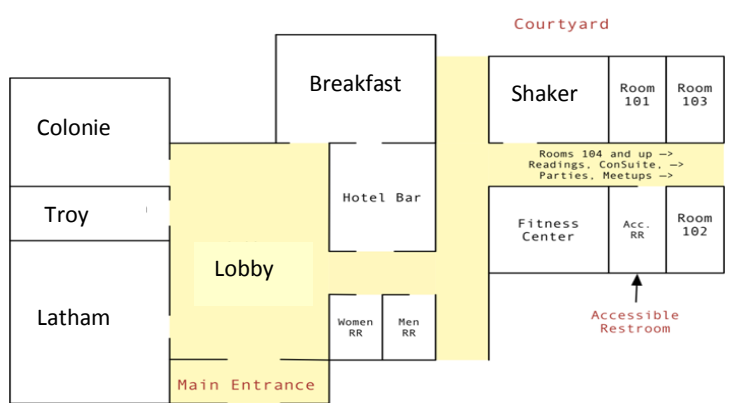 Courtyard
Breakfast
Shaker
Room
101
Room
103
Colonie
Rooms 104 and up —>
Readings, ConSuite, —>
Parties, Meetups —>
Troy
Hotel Bar
Fitness
Center
Acc.
RR
Room
102
Lobby
Latham
Women
RR
Men
RR
Accessible
Restroom
Main Entrance